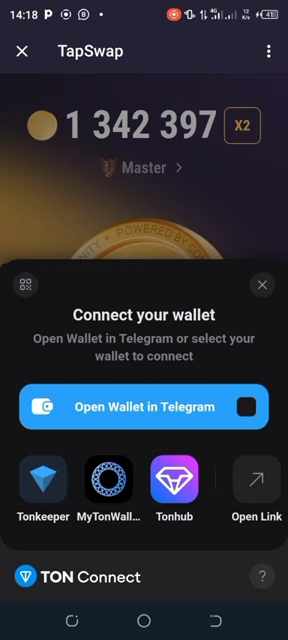 14:18
TapSwap
1 342 397
X2
Master
Connect your wallet
Open Wallet in Telegram or select your
wallet to connect
Open Wallet in Telegram
Tonkeeper
MyTonWall...
Tonhub
Open Link
TON Connect
?